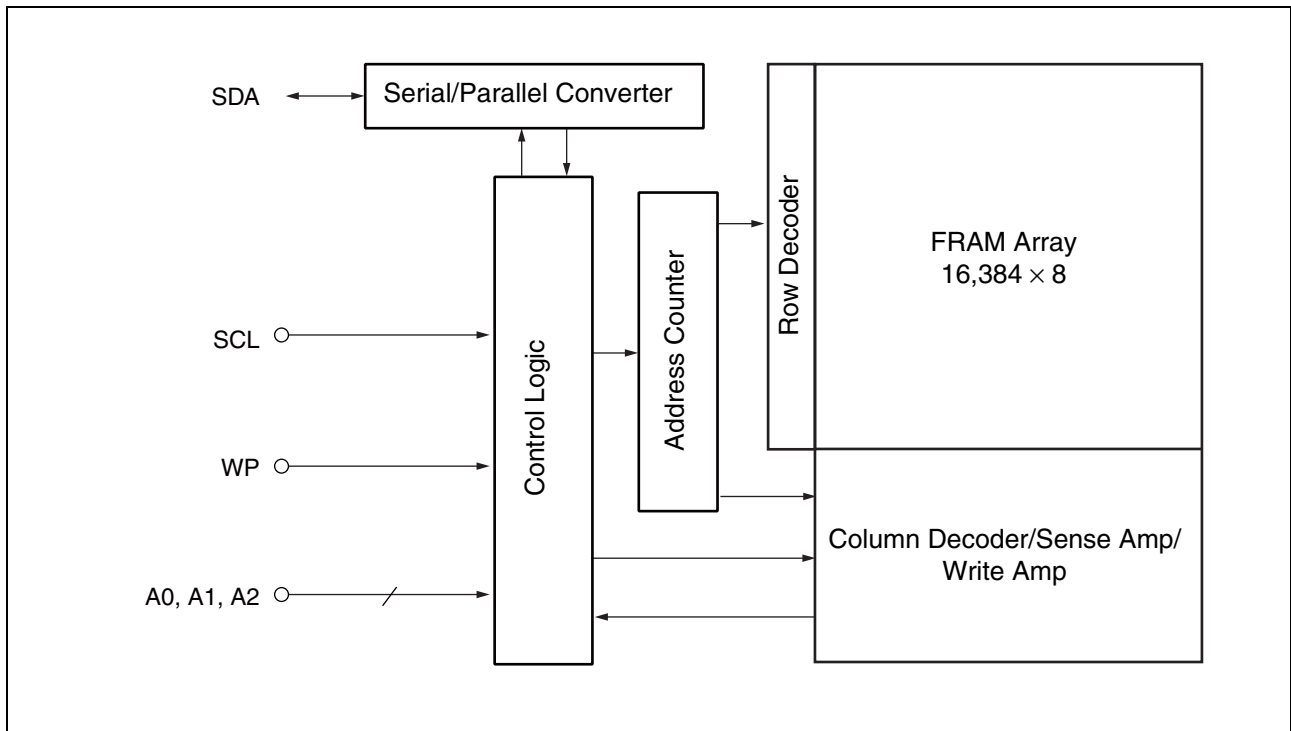 SDA
Serial/Parallel Converter
SCL
WP
A0, A1, A2
Control Logic
Address Counter
Row Decoder
FRAM Array
16,384 × 8
Column Decoder/Sense Amp/
Write Amp